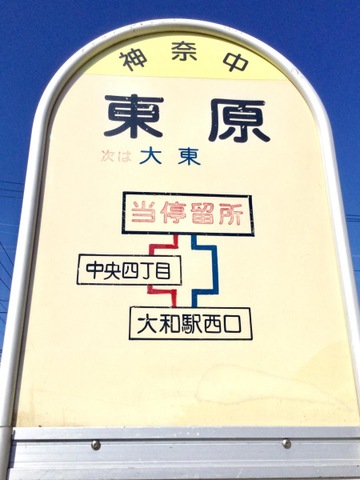 神奈中
東原
次は 大東
当停留所
中央四丁目
大和駅西口